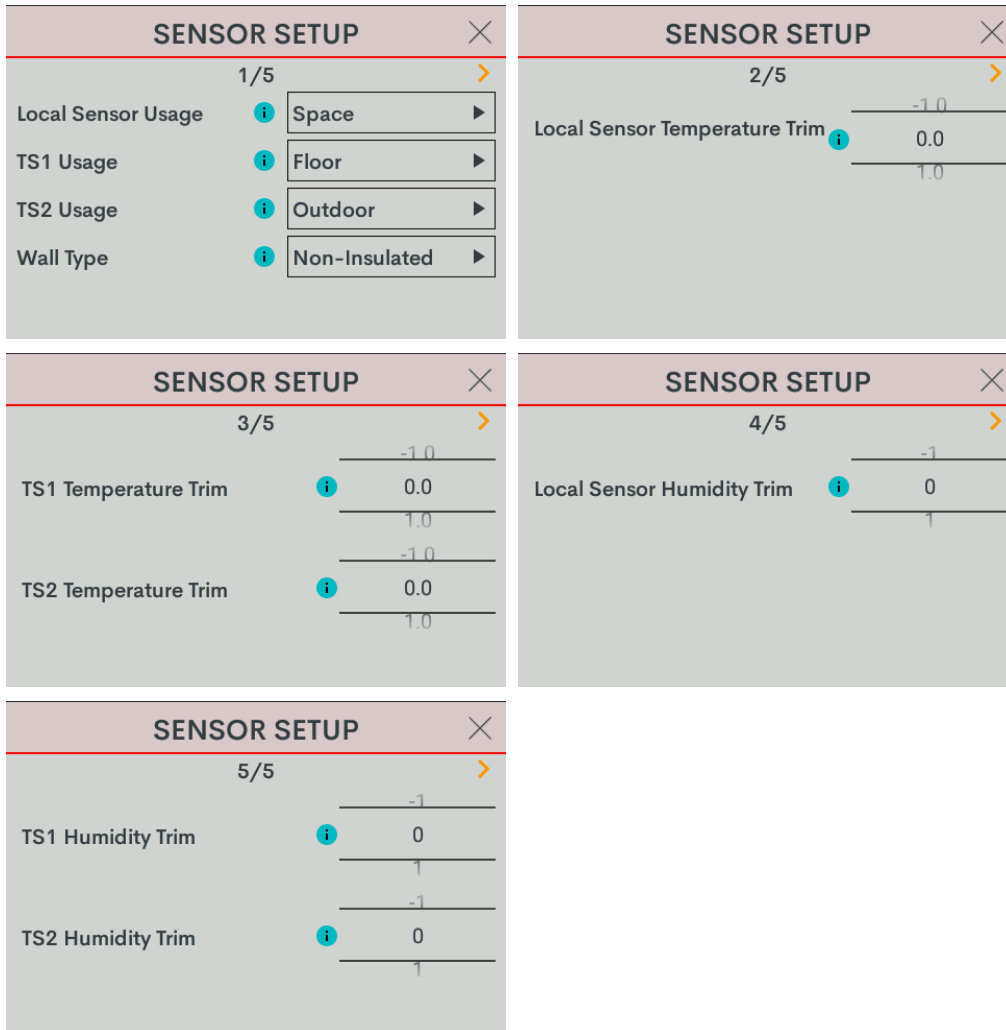 SENSOR SETUP
1/5
Local Sensor Usage i Space
TS1 Usage i Floor
TS2 Usage i Outdoor
Wall Type i Non-Insulated
SENSOR SETUP
2/5
-1.0
Local Sensor Temperature Trim i 0.0
1.0
SENSOR SETUP
3/5
-1.0
TS1 Temperature Trim i 0.0
1.0
-1.0
TS2 Temperature Trim i 0.0
1.0
SENSOR SETUP
4/5
-1
Local Sensor Humidity Trim i 0
1
SENSOR SETUP
5/5
-1
TS1 Humidity Trim i 0
1
-1
TS2 Humidity Trim i 0
1